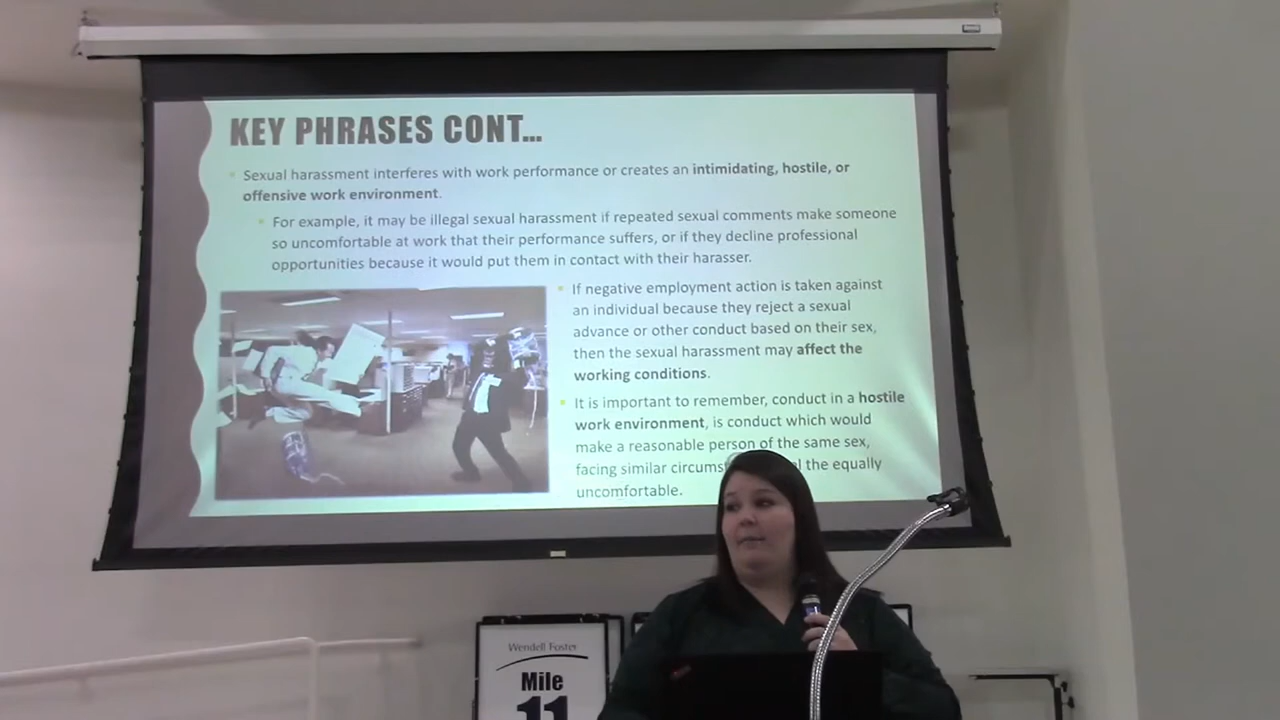 KEY PHRASES CONT...
Sexual harassment interferes with work performance or creates an intimidating, hostile, or
offensive work environment.
For example, it may be illegal sexual harassment if repeated sexual comments make someone
so uncomfortable at work that their performance suffers, or if they decline professional
opportunities because it would put them in contact with their harasser.
If negative employment action is taken against
an individual because they reject a sexual
advance or other conduct based on their sex,
then the sexual harassment may affect the
working conditions.
It is important to remember, conduct in a hostile
work environment, is conduct which would
make a reasonable person of the same sex,
facing similar the equally
uncomfortable.
Wendell Foster
Mile
11